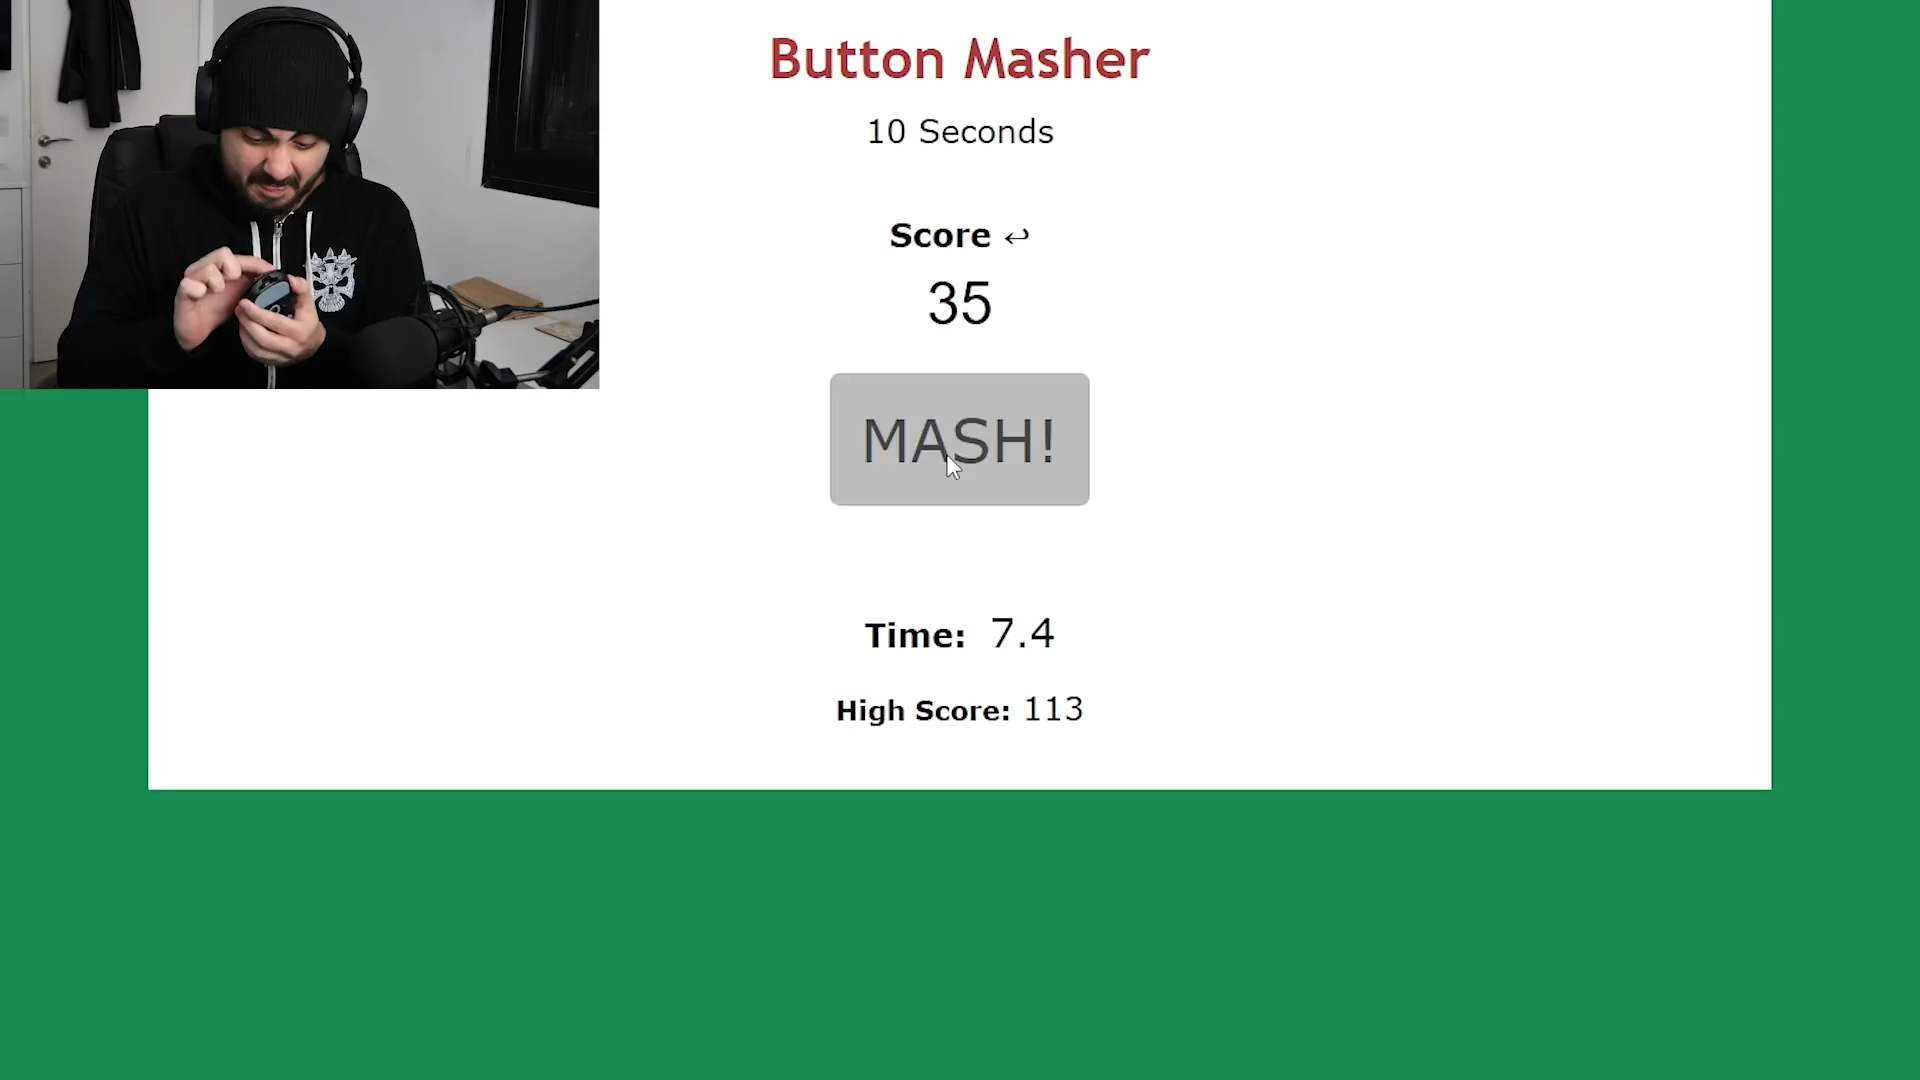 Button Masher
10 Seconds
Score ↩
35
MASH!
Time: 7.4
High Score: 113